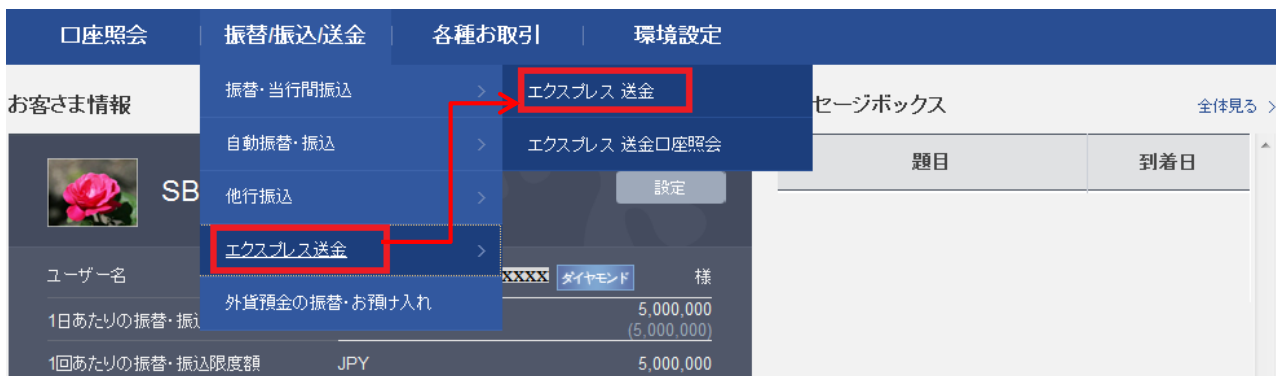 口座照会 振替/振込/送金 各種お取引 環境設定
振替・当行間振込 > エクスプレス 送金
お客さま情報 セージボックス 全体見る >
自動振替・振込 > エクスプレス 送金口座照会
題目 到着日
SB 他行振込 > 設定
エクスプレス送金 >
ユーザー名 XXXX ダイヤモンド 様
外貨預金の振替・お預け入れ
1日あたりの振替・振込 5,000,000
(5,000,000)
1回あたりの振替・振込限度額 JPY 5,000,000